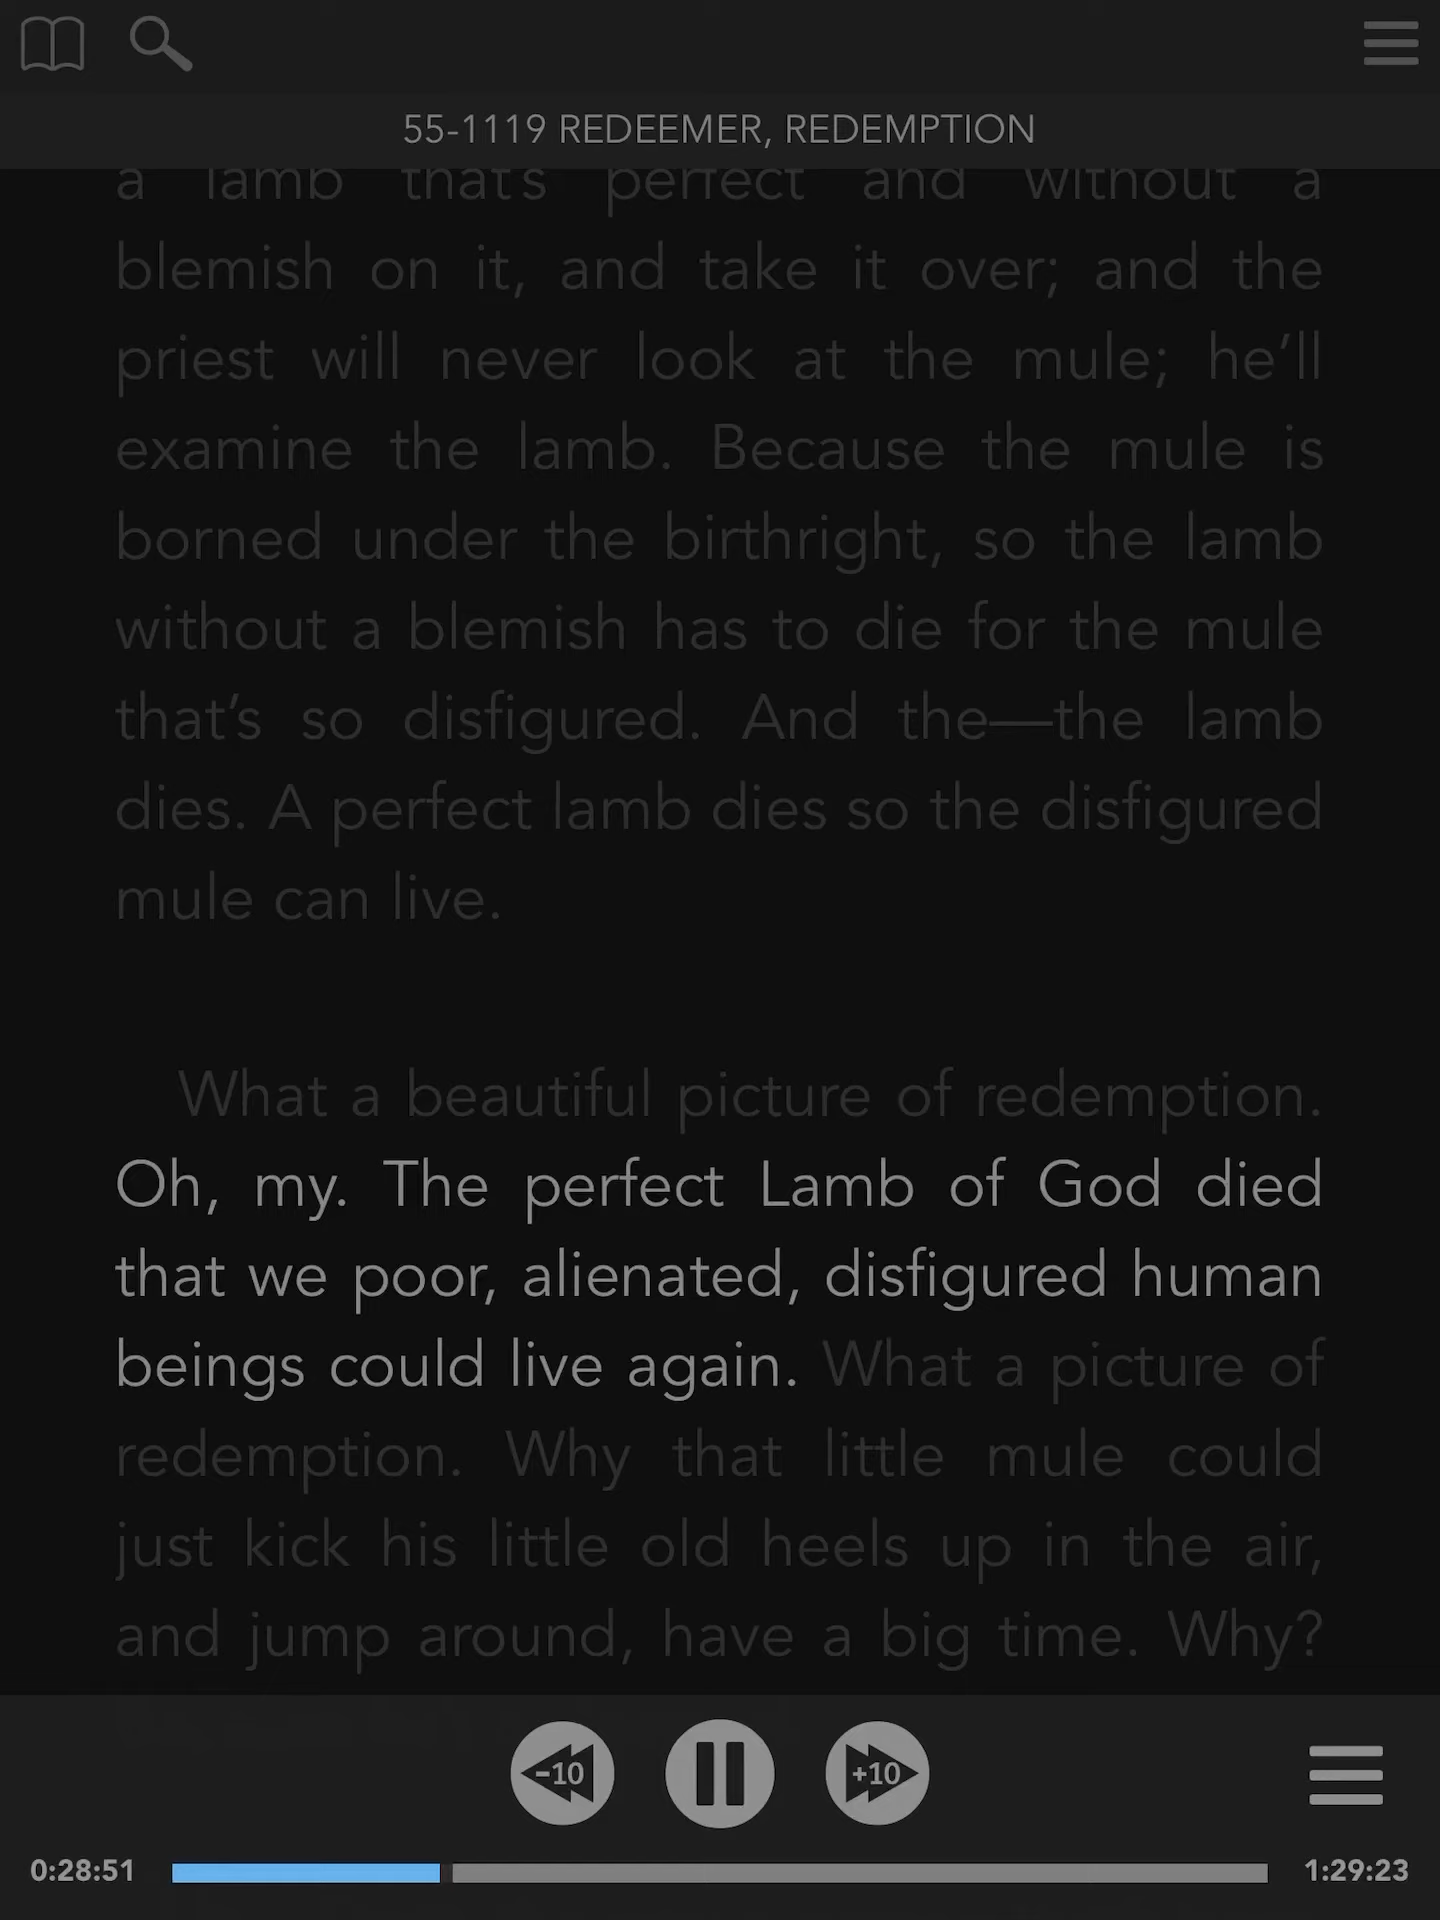 55-1119 REDEEMER, REDEMPTION
a lamb that's perfect and without a
blemish on it, and take it over; and the
priest will never look at the mule; he’ll
examine the lamb. Because the mule is
borned under the birthright, so the lamb
without a blemish has to die for the mule
that’s so disfigured. And the—the lamb
dies. A perfect lamb dies so the disfigured
mule can live.
What a beautiful picture of redemption.
Oh, my. The perfect Lamb of God died
that we poor, alienated, disfigured human
beings could live again. What a picture of
redemption. Why that little mule could
just kick his little old heels up in the air,
and jump around, have a big time. Why?
-10 +10
0:28:51 1:29:23